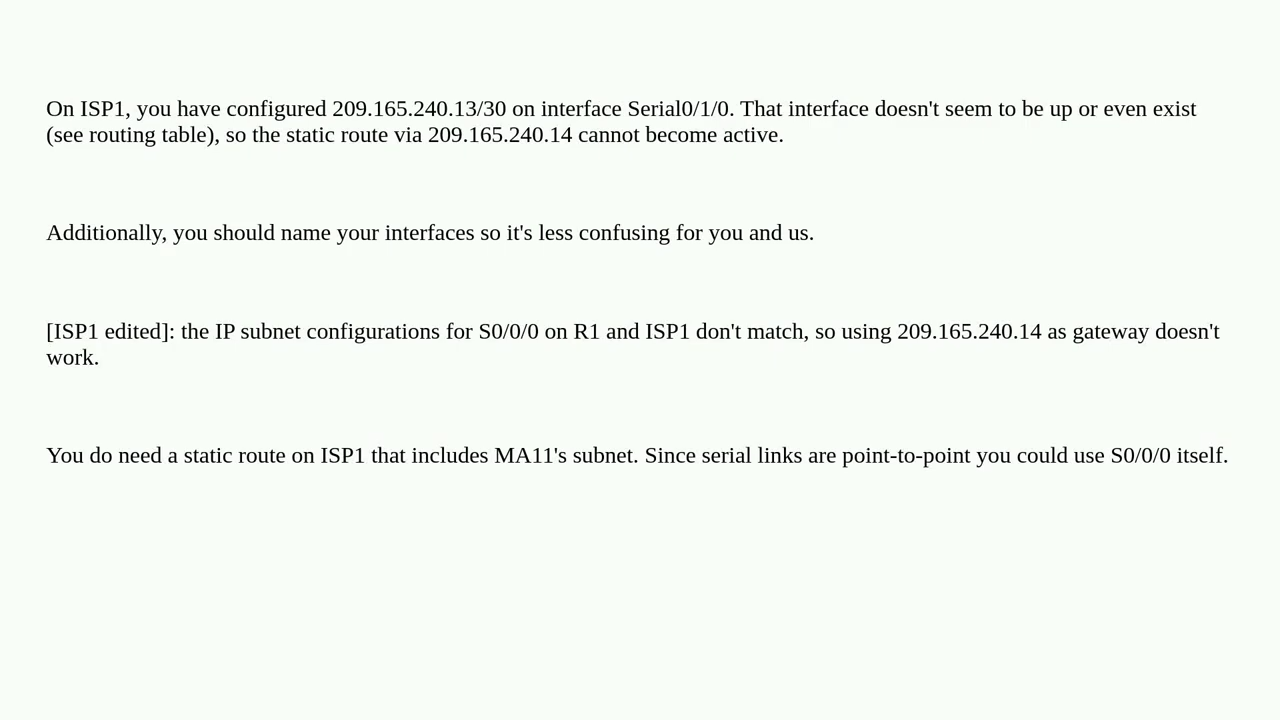 On ISP1, you have configured 209.165.240.13/30 on interface Serial0/1/0. That interface doesn't seem to be up or even exist
(see routing table), so the static route via 209.165.240.14 cannot become active.
Additionally, you should name your interfaces so it's less confusing for you and us.
[ISP1 edited]: the IP subnet configurations for S0/0/0 on R1 and ISP1 don't match, so using 209.165.240.14 as gateway doesn't
work.
You do need a static route on ISP1 that includes MA11's subnet. Since serial links are point-to-point you could use S0/0/0 itself.